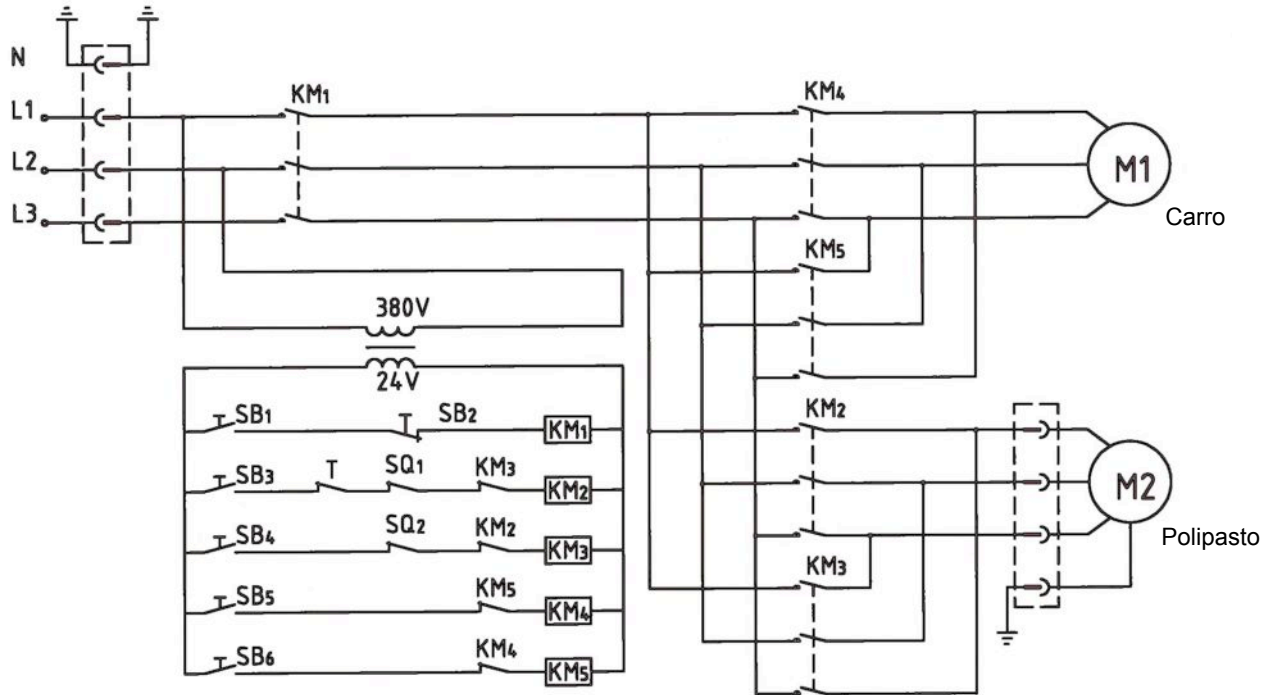 N
L1 KM1 KM4
L2 M1
L3 Carro
KM5
380V
24V
SB1 SB2 KM1 KM2
SB3 T SQ1 KM3 KM2 M2
SB4 SQ2 KM2 KM3 Polipasto
KM3
SB5 KM5 KM4
SB6 KM4 KM5